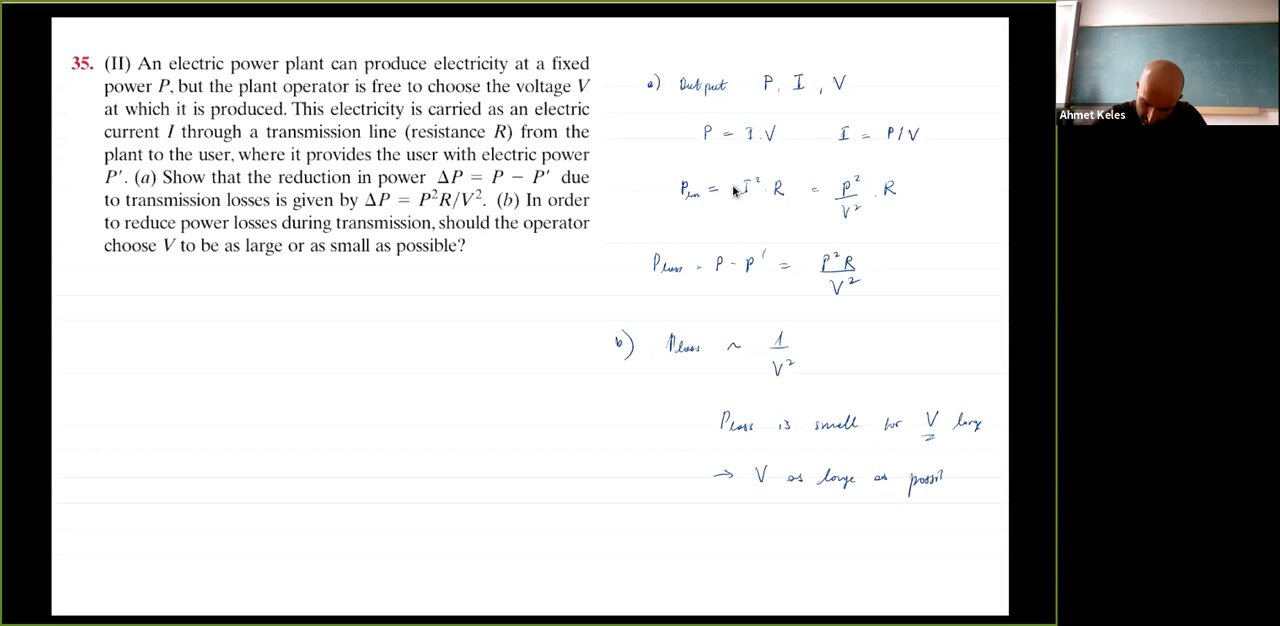 35. (II) An electric power plant can produce electricity at a fixed
power P, but the plant operator is free to choose the voltage V
at which it is produced. This electricity is carried as an electric
current I through a transmission line (resistance R) from the
plant to the user, where it provides the user with electric power
P′. (a) Show that the reduction in power ΔP = P − P′ due
to transmission losses is given by ΔP = P²R/V². (b) In order
to reduce power losses during transmission, should the operator
choose V to be as large or as small as possible?
a) Output P, I, V
P = I.V I = P/V
= I². R = P²/V² . R
Ploss = P - P′ = P²R/V²
b) Ploss ~ 1/V²
Ploss is small for V large
→ V as large as possi
Ahmet Keles